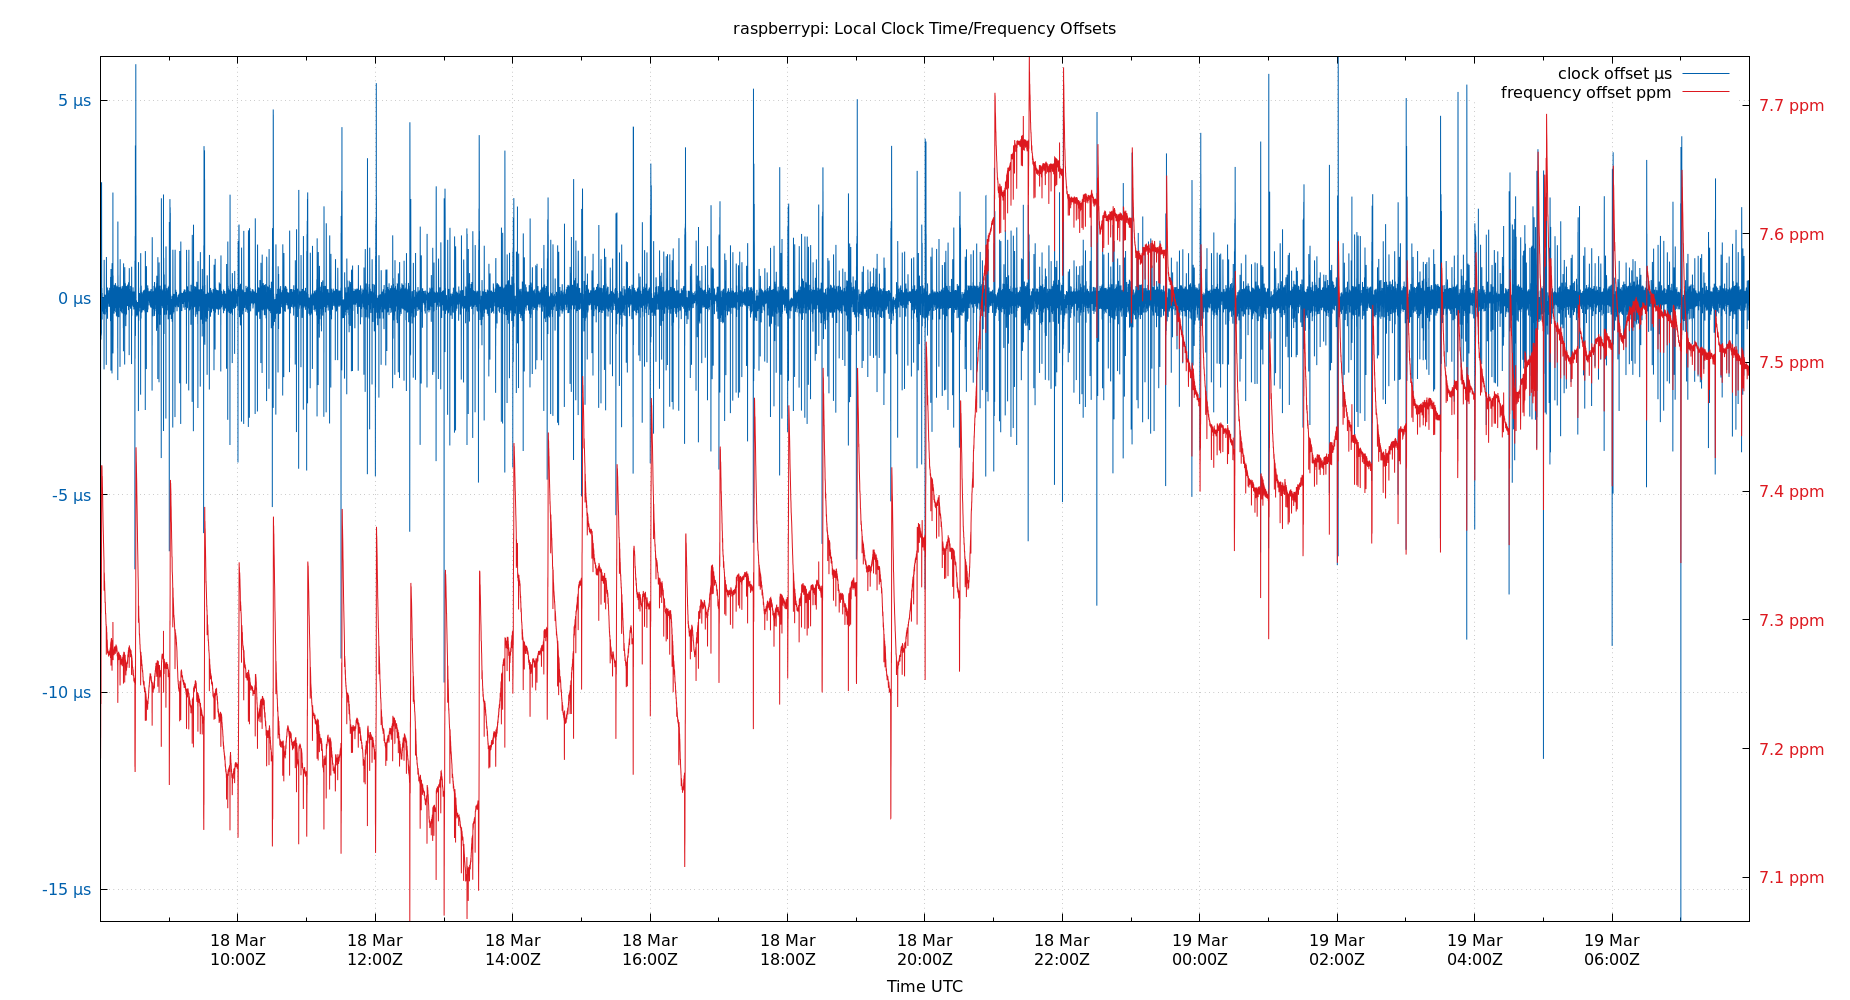 raspberrypi: Local Clock Time/Frequency Offsets
clock offset µs
frequency offset ppm
5 µs
0 µs
-5 µs
-10 µs
-15 µs
7.7 ppm
7.6 ppm
7.5 ppm
7.4 ppm
7.3 ppm
7.2 ppm
7.1 ppm
18 Mar
10:00Z
18 Mar
12:00Z
18 Mar
14:00Z
18 Mar
16:00Z
18 Mar
18:00Z
18 Mar
20:00Z
18 Mar
22:00Z
19 Mar
00:00Z
19 Mar
02:00Z
19 Mar
04:00Z
19 Mar
06:00Z
Time UTC